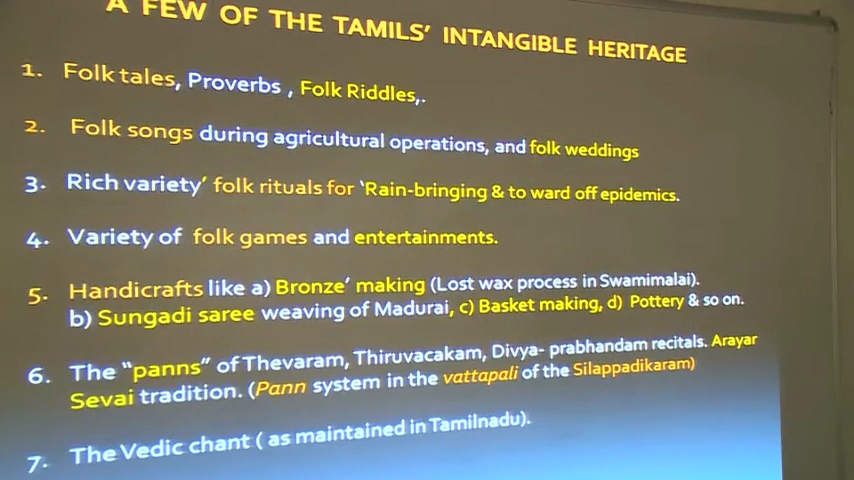 A FEW OF THE TAMILS’ INTANGIBLE HERITAGE
1. Folk tales, Proverbs , Folk Riddles,.
2. Folk songs during agricultural operations, and folk weddings
3. Rich variety’ folk rituals for ‘Rain-bringing & to ward off epidemics.
4. Variety of folk games and entertainments.
5. Handicrafts like a) Bronze’ making (Lost wax process in Swamimalai).
b) Sungadi saree weaving of Madurai, c) Basket making, d) Pottery & so on.
6. The “panns” of Thevaram, Thiruvacakam, Divya- prabhandam recitals. Arayar
Sevai tradition. (Pann system in the vattapali of the Silappadikaram)
7. The Vedic chant ( as maintained in Tamilnadu).